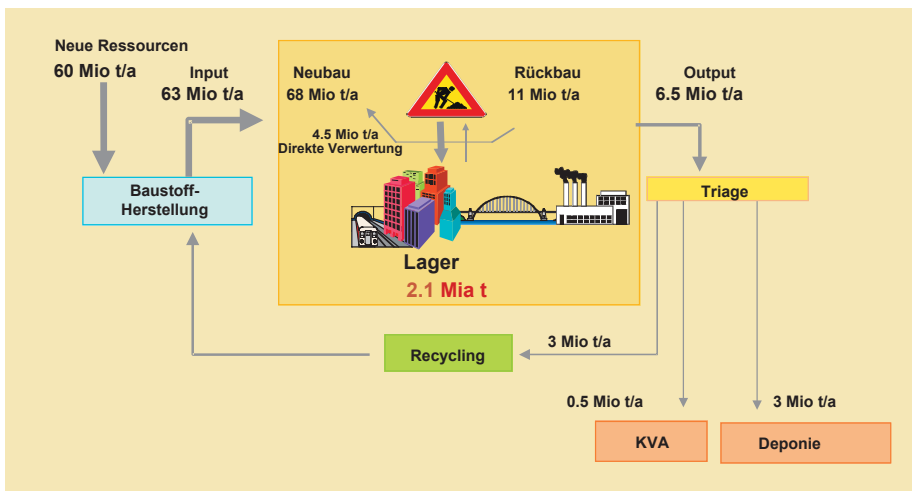 Neue Ressourcen
60 Mio t/a
Input
63 Mio t/a
Neubau
68 Mio t/a
Rückbau
11 Mio t/a
Output
6.5 Mio t/a
4.5 Mio t/a
Direkte Verwertung
Baustoff-
Herstellung
Triage
Lager
2.1 Mia t
Recycling
3 Mio t/a
0.5 Mio t/a
3 Mio t/a
KVA
Deponie